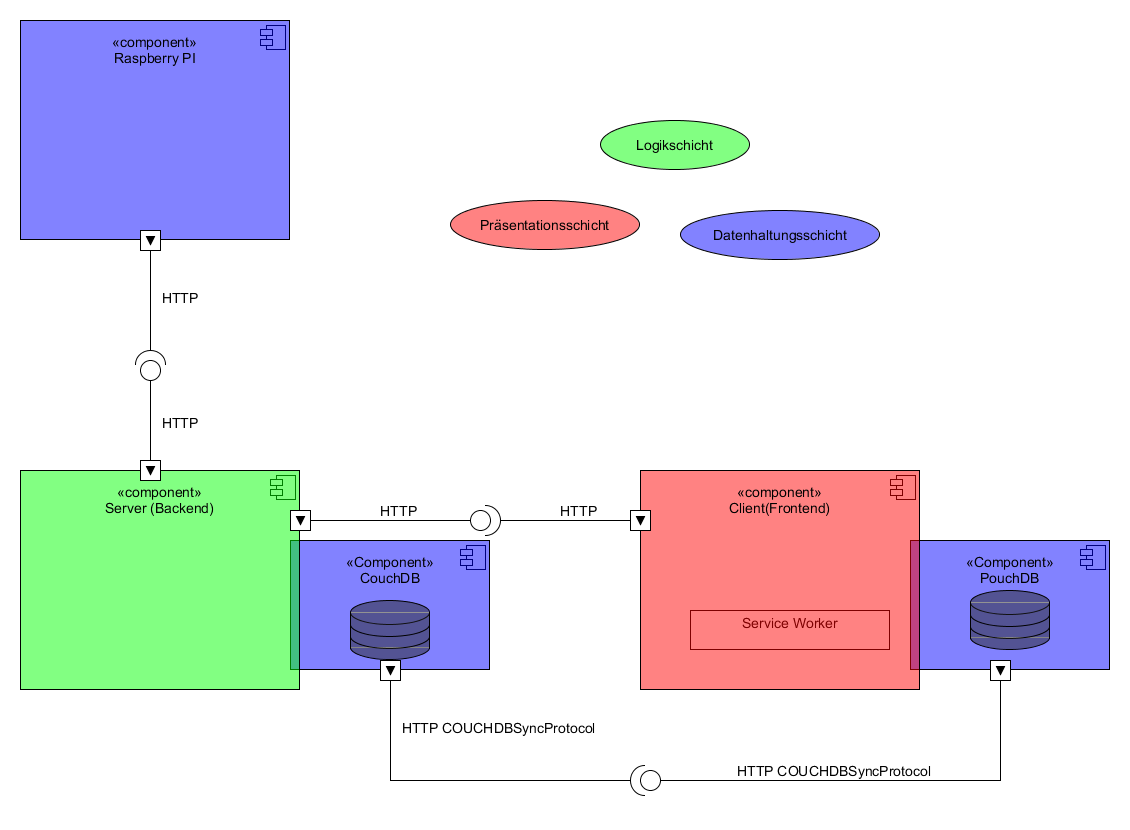 «component»
Raspberry PI
Logikschicht
Präsentationsschicht
Datenhaltungsschicht
HTTP
HTTP
«component»
Server (Backend)
HTTP
HTTP
«component»
Client(Frontend)
«Component»
CouchDB
«Component»
PouchDB
Service Worker
HTTP COUCHDBSyncProtocol
HTTP COUCHDBSyncProtocol